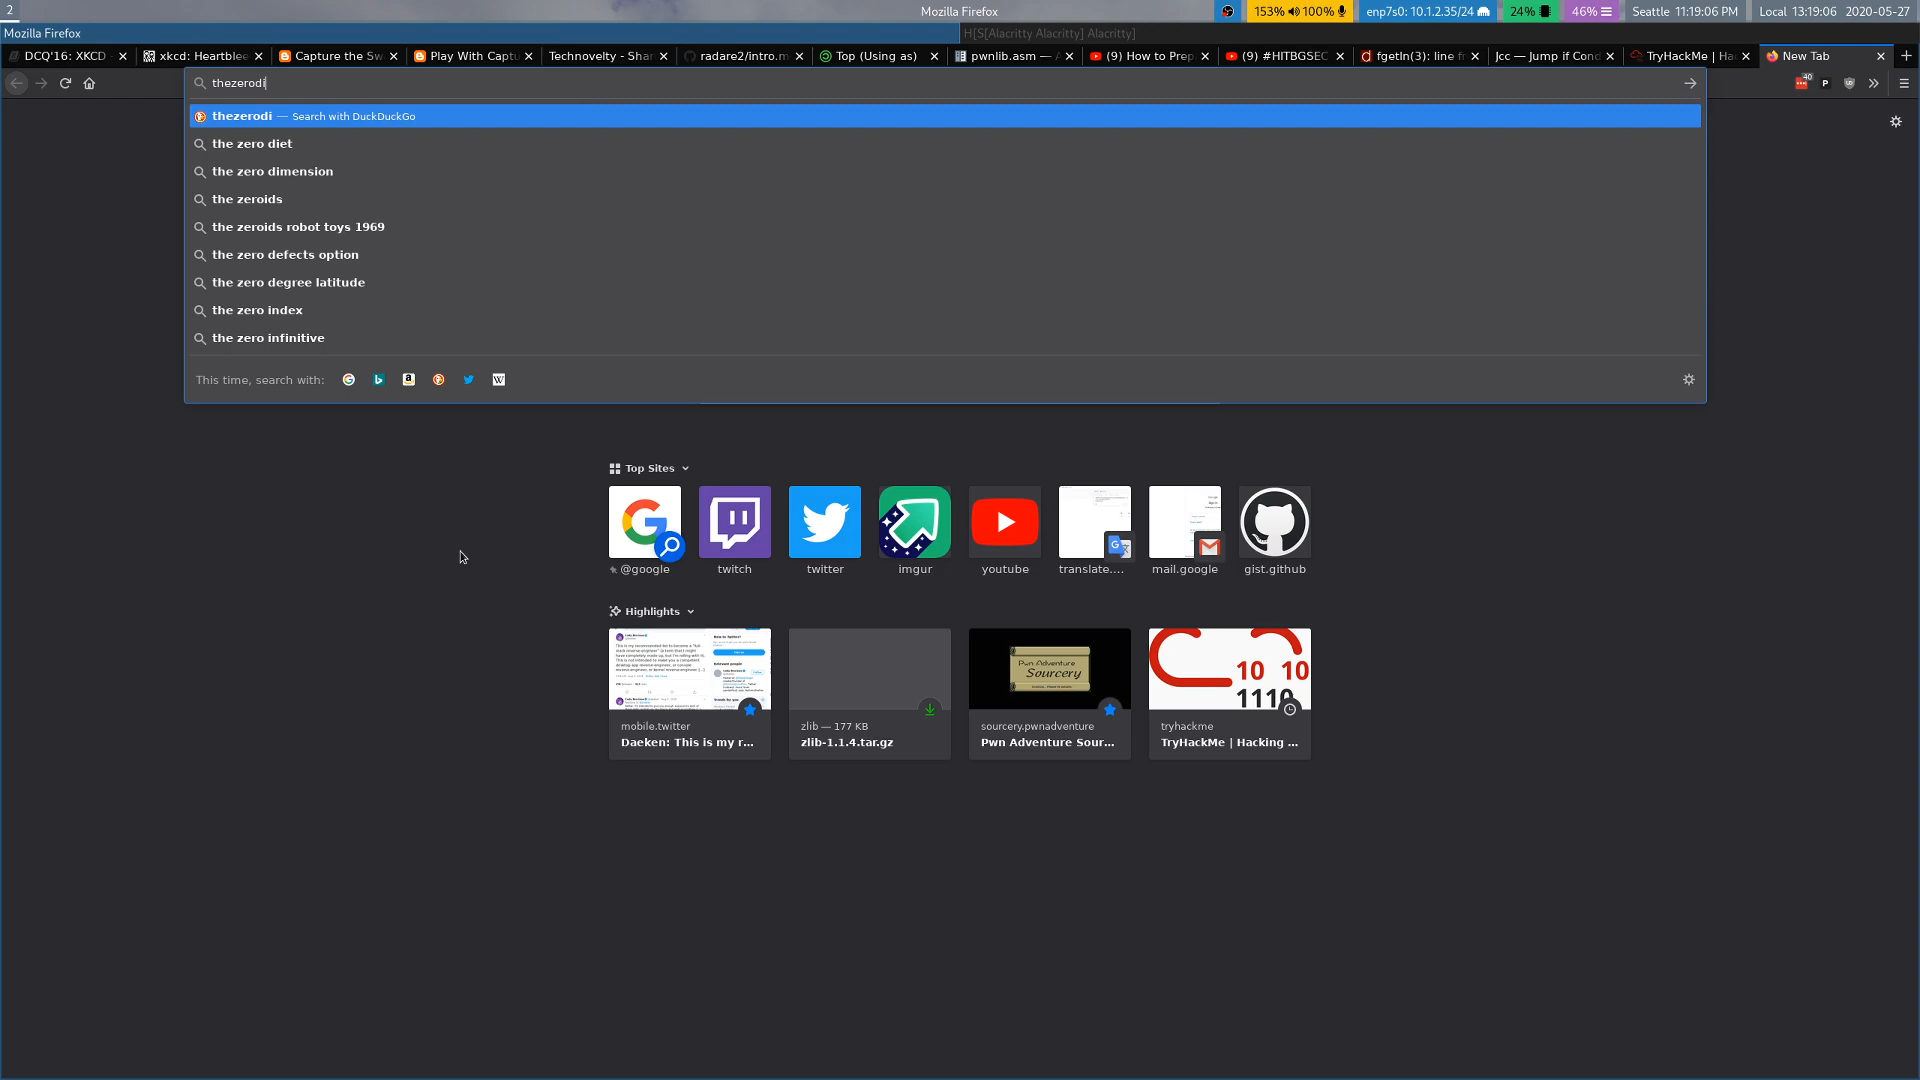 2
Mozilla Firefox
153% 100%
enp7s0: 10.1.2.35/24
24%
46%
Seattle 11:19:06 PM
Local 13:19:06 2020-05-27
Mozilla Firefox
H[S[Alacritty Alacritty] Alacritty]
DCQ'16: XKCD
xkcd: Heartblee
Capture the Sw
Play With Captu
Technovelty - Shar
radare2/intro.m
Top (Using as)
pwnlib.asm —
(9) How to Prep
(9) #HITBGSEC
fgetln(3): line fr
Jcc — Jump if Cond
TryHackMe | Ha
New Tab
thezerodi
40
thezerodi — Search with DuckDuckGo
the zero diet
the zero dimension
the zeroids
the zeroids robot toys 1969
the zero defects option
the zero degree latitude
the zero index
the zero infinitive
This time, search with:
Top Sites
@google
twitch
twitter
imgur
youtube
translate....
mail.google
gist.github
Highlights
Pwn Adventure
Sourcery
10 10
1110
mobile.twitter
Daeken: This is my r...
zlib — 177 KB
zlib-1.1.4.tar.gz
sourcery.pwnadventure
Pwn Adventure Sour...
tryhackme
TryHackMe | Hacking ...